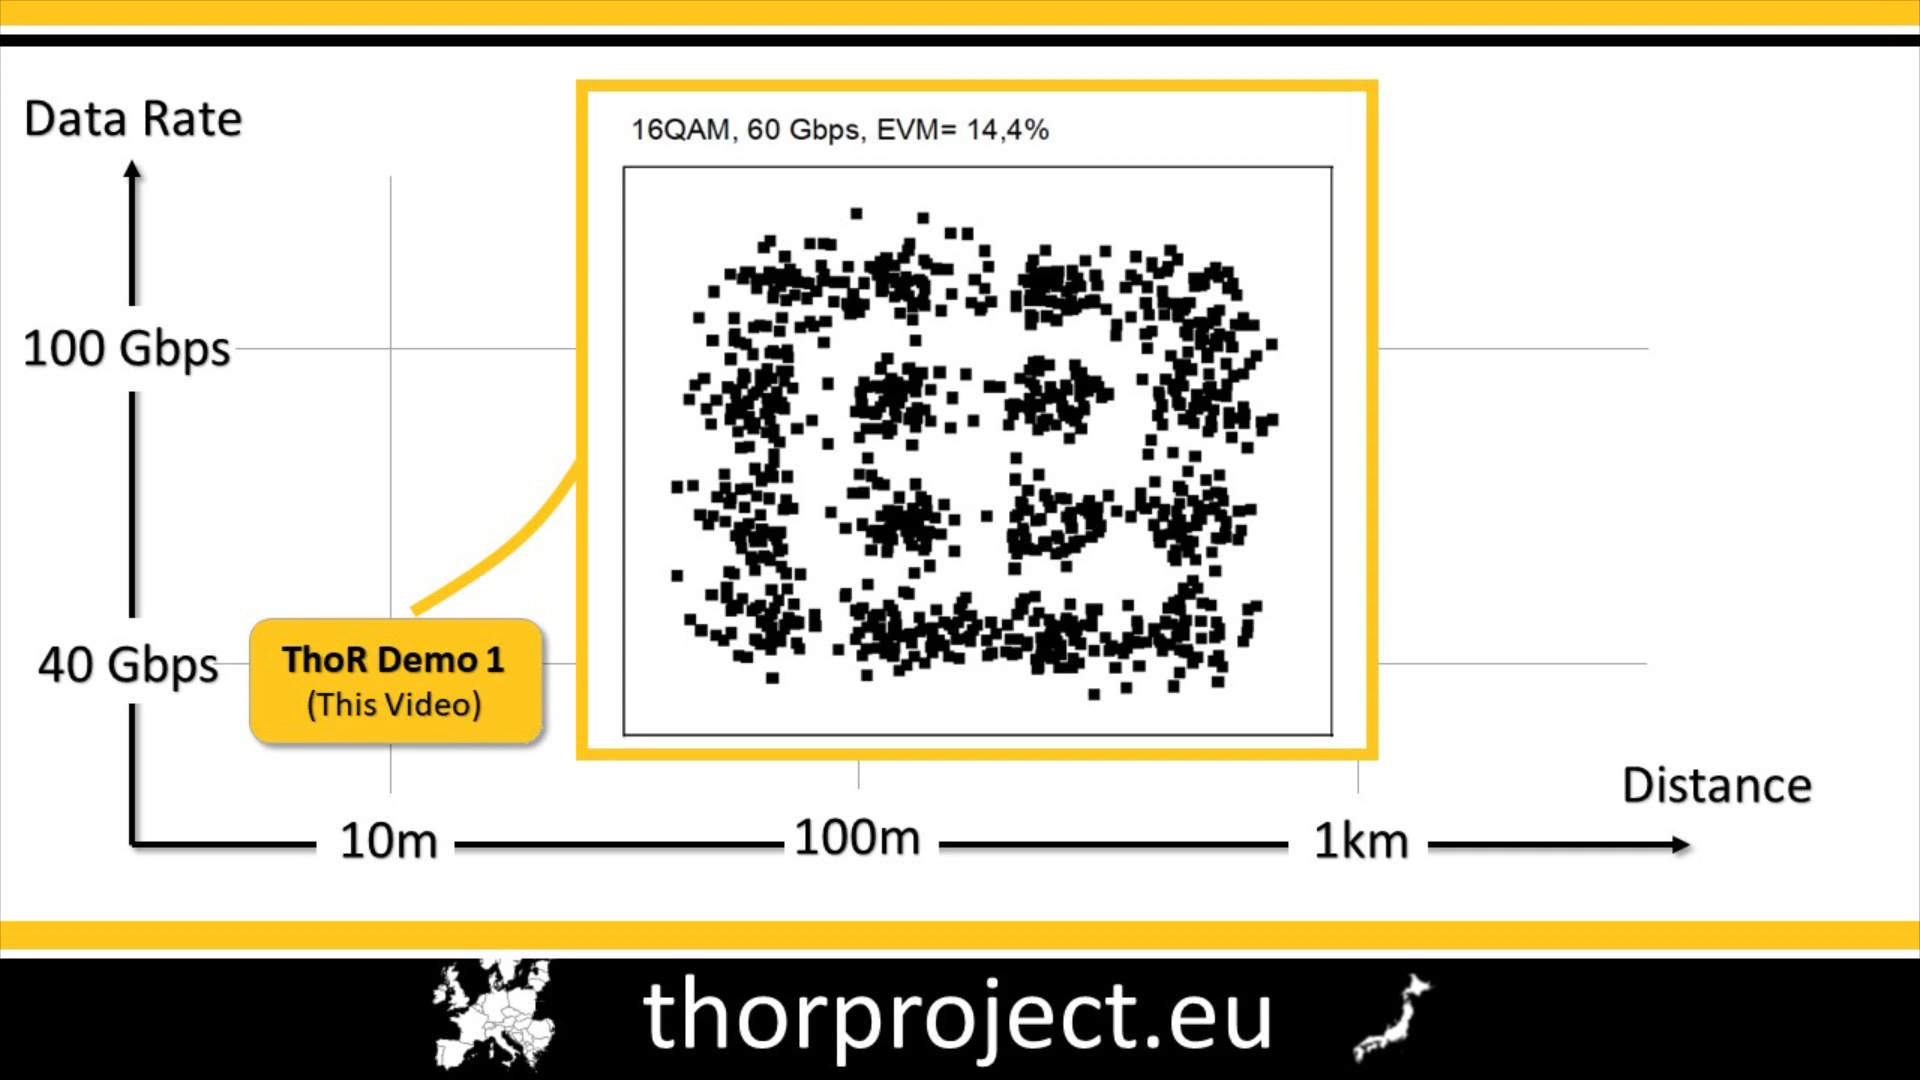 Data Rate
16QAM, 60 Gbps, EVM= 14,4%
100 Gbps
40 Gbps
ThoR Demo 1
(This Video)
Distance
10m
100m
1km
thorproject.eu